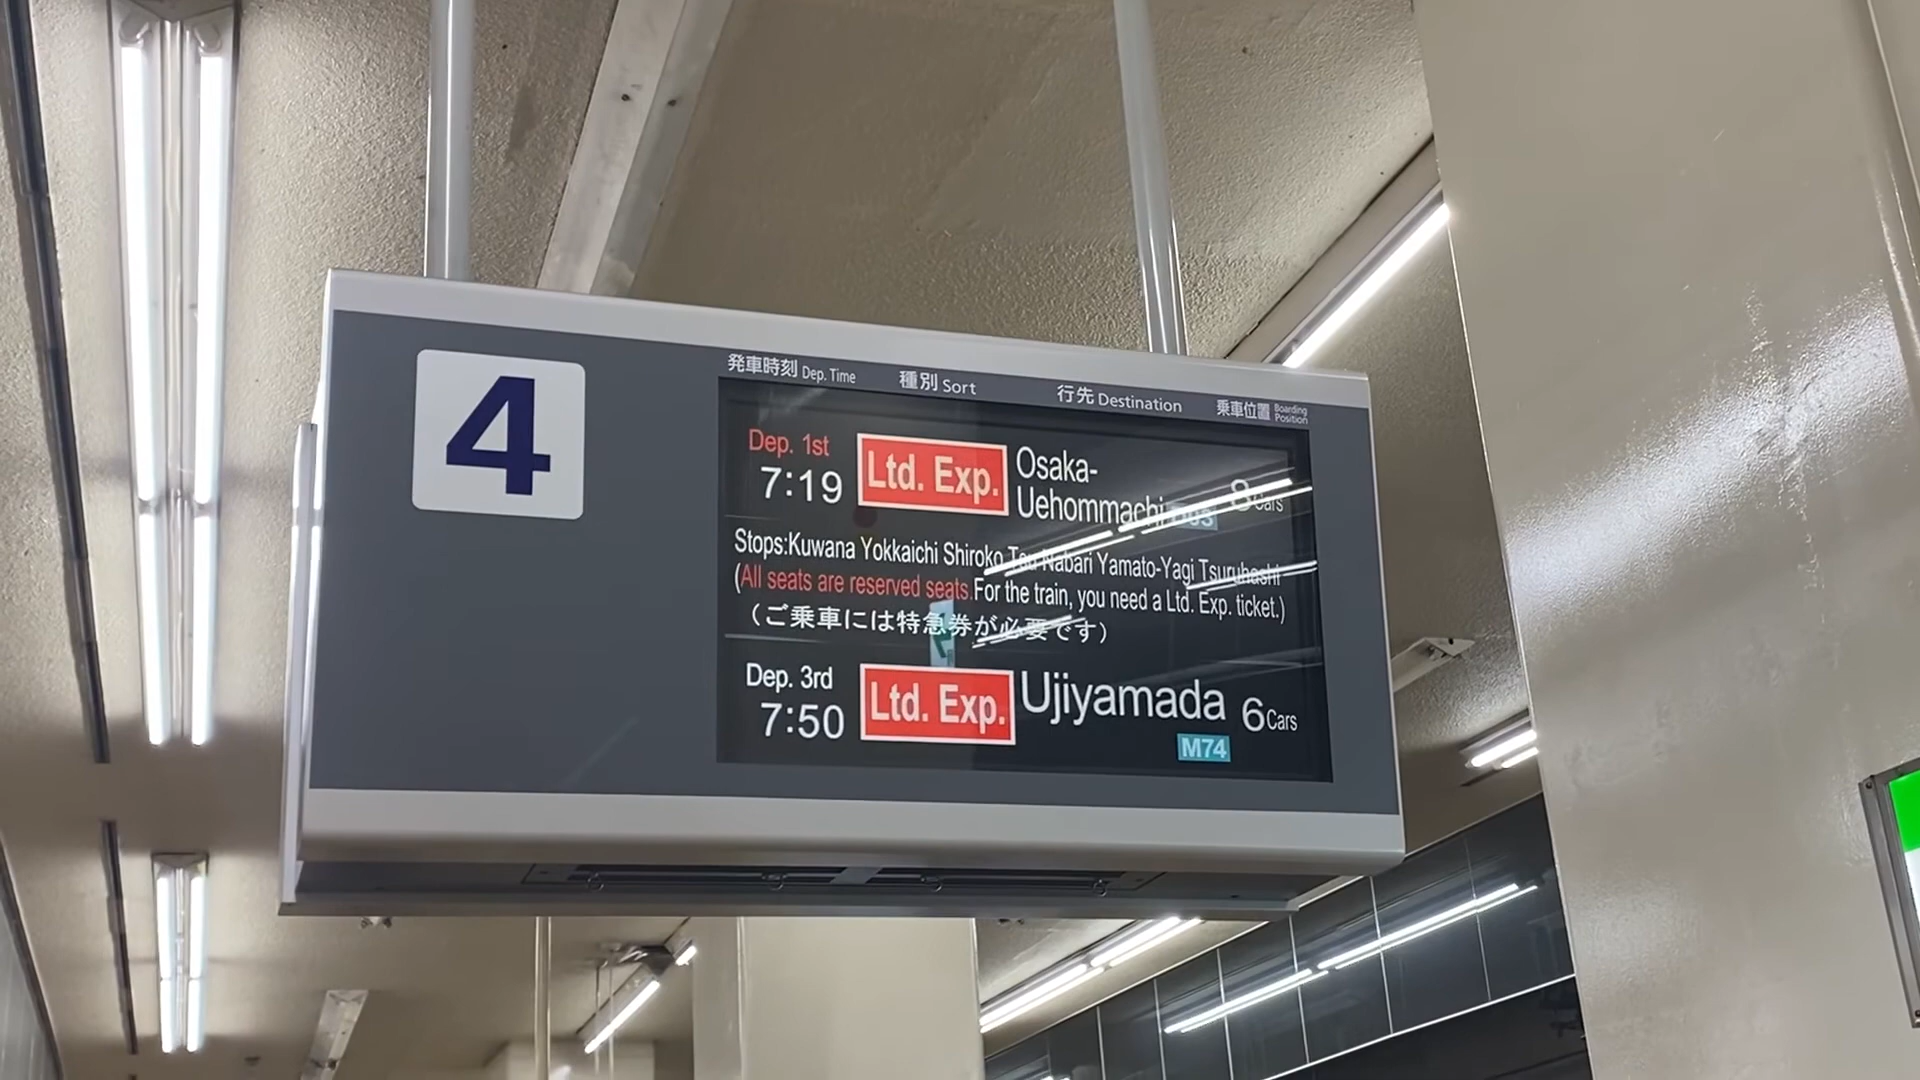 4
発車時刻 Dep. Time 種別 Sort 行先 Destination 乗車位置 Boarding Position
Dep. 1st
7:19 Ltd. Exp. Osaka-
Uehommachi 8 Cars
Stops:Kuwana Yokkaichi Shiroko Tsu Nabari Yamato-Yagi Tsuruhashi
(All seats are reserved seats.For the train, you need a Ltd. Exp. ticket.)
（ご乗車には特急券が必要です）
Dep. 3rd
7:50 Ltd. Exp. Ujiyamada 6Cars
M74